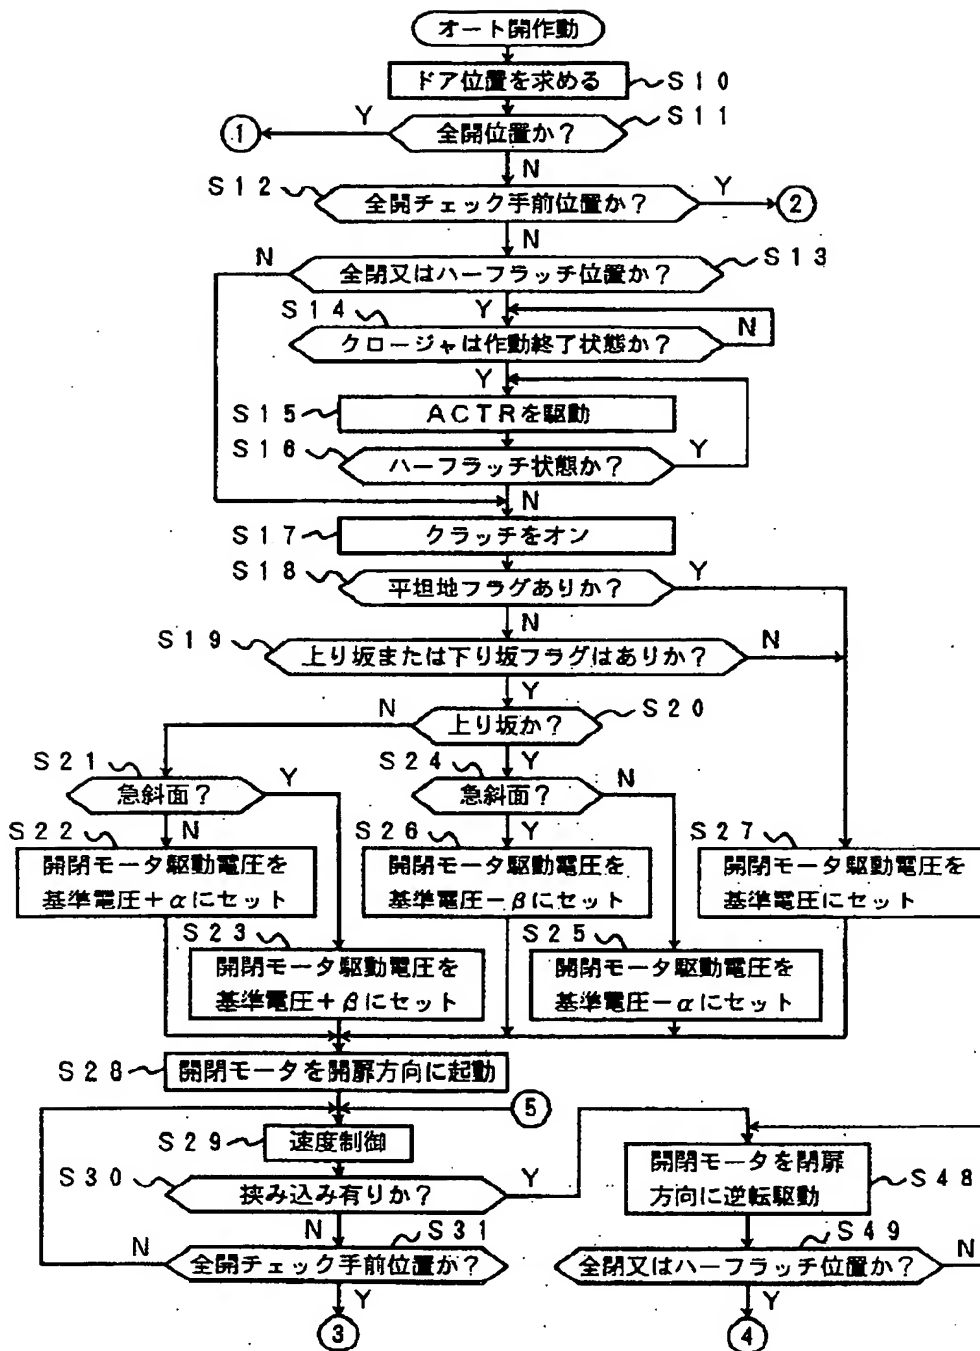 オート開作動
ドア位置を求める
S10
Y
S11
1
全開位置か？
N
S12
全開チェック手前位置か？
Y
2
N
N
全閉又はハーフラッチ位置か？
S13
S14
Y
N
クロージャは作動終了状態か？
Y
S15
ACTRを駆動
S16
ハーフラッチ状態か？
Y
N
S17
クラッチをオン
S18
平坦地フラグありか？
Y
N
S19
上り坂または下り坂フラグはありか？
N
Y
N
上り坂か？
S20
S21
急斜面？
Y
S24
Y
急斜面？
N
S22
N
開閉モータ駆動電圧を
基準電圧＋αにセット
S26
Y
開閉モータ駆動電圧を
基準電圧－βにセット
S27
開閉モータ駆動電圧を
基準電圧にセット
S23
開閉モータ駆動電圧を
基準電圧＋βにセット
S25
開閉モータ駆動電圧を
基準電圧－αにセット
S28
開閉モータを開扉方向に起動
5
S29
速度制御
S30
挟み込み有りか？
Y
N
S31
N
全開チェック手前位置か？
Y
3
開閉モータを閉扉
方向に逆転駆動
S48
S49
全閉又はハーフラッチ位置か？
N
Y
4